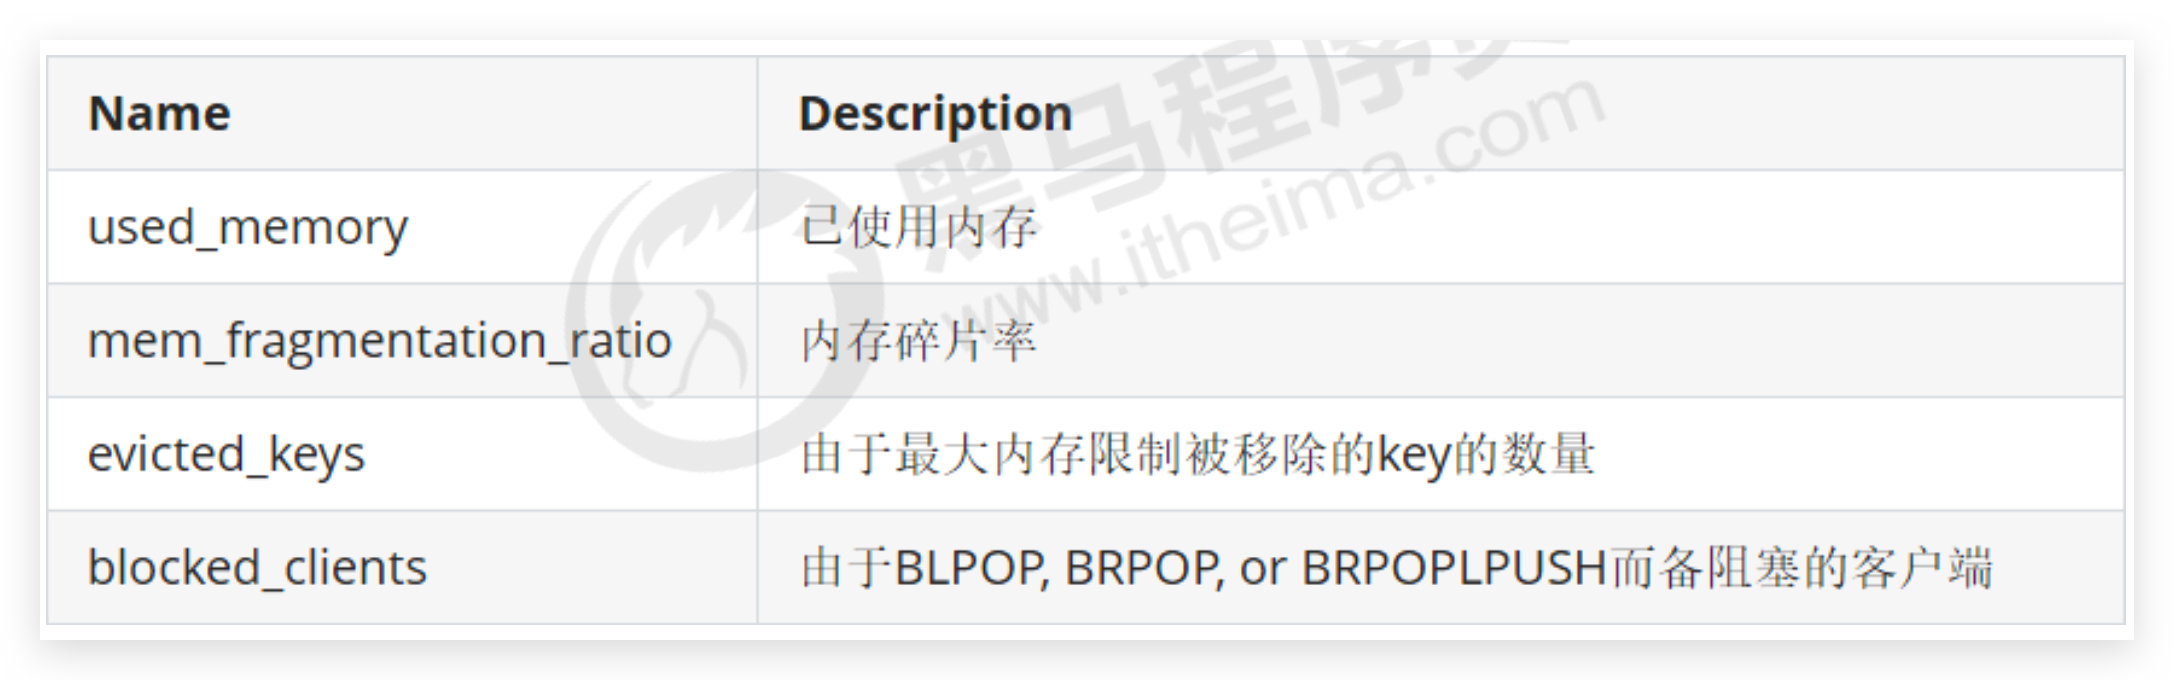 Name Description
used_memory 已使用内存
mem_fragmentation_ratio 内存碎片率
evicted_keys 由于最大内存限制被移除的key的数量
blocked_clients 由于BLPOP, BRPOP, or BRPOPLPUSH而备阻塞的客户端
黑马程序员
www.itheima.com